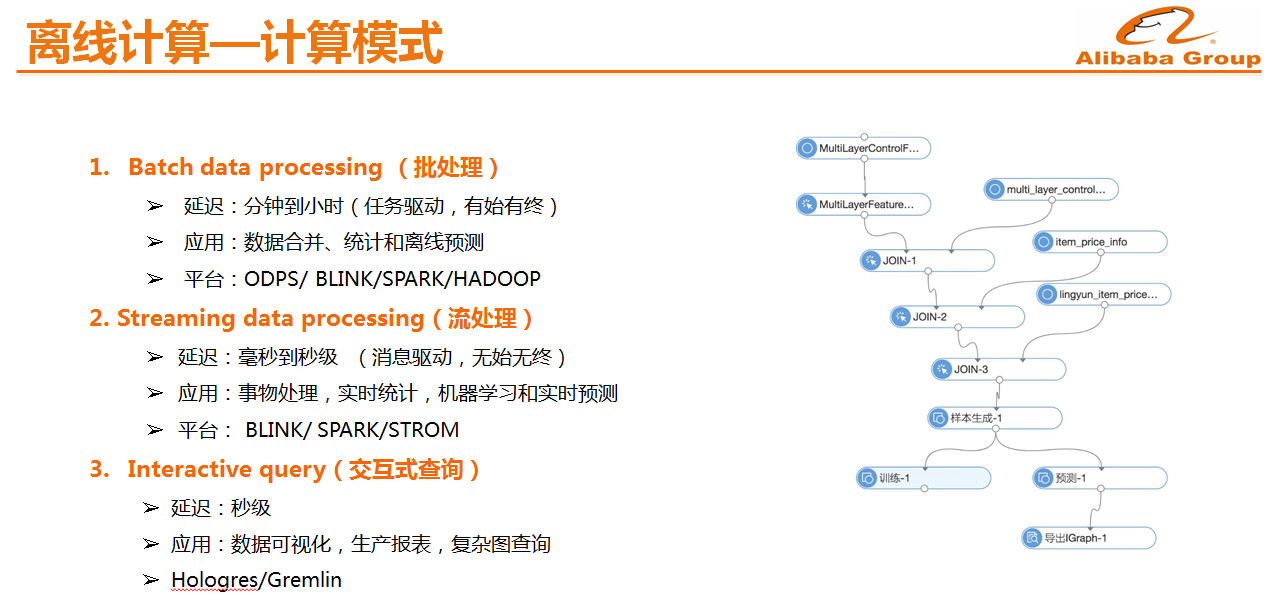 离线计算—计算模式
Alibaba Group
1. Batch data processing （批处理）
➢ 延迟：分钟到小时（任务驱动，有始有终）
➢ 应用：数据合并、统计和离线预测
➢ 平台：ODPS/ BLINK/SPARK/HADOOP
2. Streaming data processing（流处理）
➢ 延迟：毫秒到秒级 （消息驱动，无始无终）
➢ 应用：事物处理，实时统计，机器学习和实时预测
➢ 平台： BLINK/ SPARK/STROM
3. Interactive query（交互式查询）
➢ 延迟：秒级
➢ 应用：数据可视化，生产报表，复杂图查询
➢ Hologres/Gremlin
MultiLayerControlF...
multi_layer_control...
MultiLayerFeature...
item_price_info
JOIN-1
lingyun_item_price...
JOIN-2
JOIN-3
样本生成-1
训练-1
预测-1
导出IGraph-1